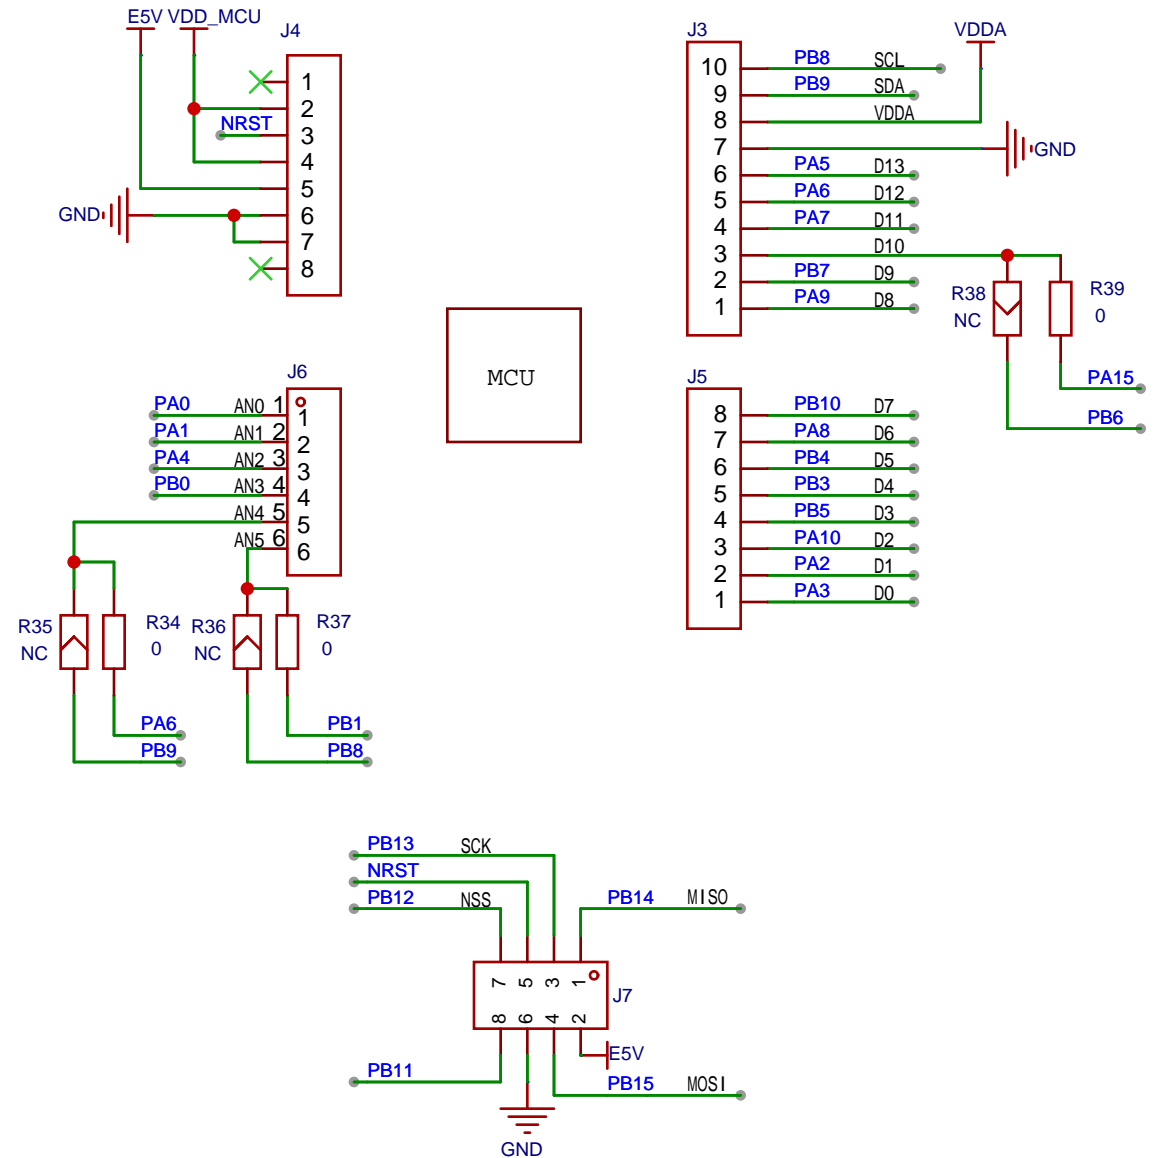 E5V VDD_MCU
J4
1
2
NRST 3
4
5
GND 6
7
8
J3
VDDA
10 PB8 SCL
9 PB9 SDA
8 VDDA
7 GND
6 PA5 D13
5 PA6 D12
4 PA7 D11
3 D10
2 PB7 D9
1 PA9 D8
R38
NC
R39
0
PA15
PB6
MCU
J6
PA0 AN0 1 1
PA1 AN1 2 2
PA4 AN2 3 3
PB0 AN3 4 4
AN4 5 5
AN5 6 6
R35
NC
R34
0
R36
NC
R37
0
PA6
PB9
PB1
PB8
J5
8 PB10 D7
7 PA8 D6
6 PB4 D5
5 PB3 D4
4 PB5 D3
3 PA10 D2
2 PA2 D1
1 PA3 D0
PB13 SCK
NRST
PB12 NSS
PB14 MISO
7 5 3 1
J7
8 6 4 2
E5V
PB11
PB15 MOSI
GND